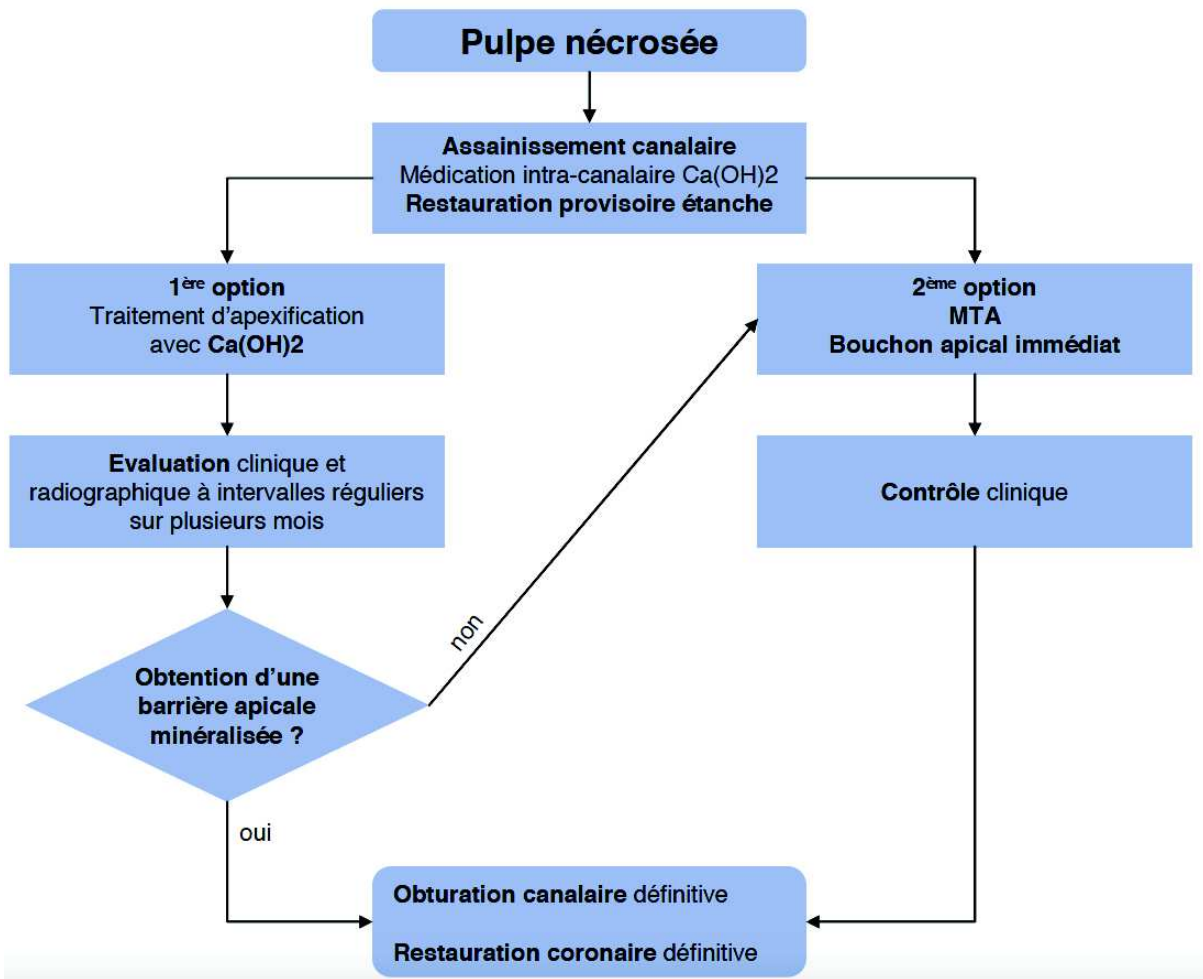 Pulpe nécrosée
Assainissement canalaire
Médication intra-canalaire Ca(OH)2
Restauration provisoire étanche
1ère option
Traitement d’apexification
avec Ca(OH)2
2ème option
MTA
Bouchon apical immédiat
Evaluation clinique et
radiographique à intervalles réguliers
sur plusieurs mois
Contrôle clinique
non
Obtention d’une
barrière apicale
minéralisée ?
oui
Obturation canalaire définitive
Restauration coronaire définitive